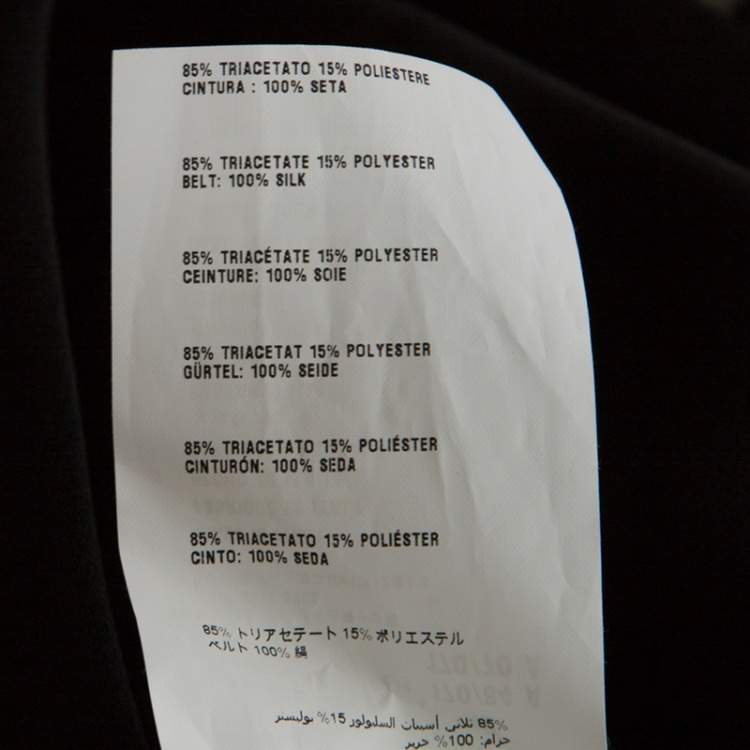 85% TRIACETATO 15% POLIESTERE
CINTURA : 100% SETA
85% TRIACETATE 15% POLYESTER
BELT: 100% SILK
85% TRIACÉTATE 15% POLYESTER
CEINTURE: 100% SOIE
85% TRIACETAT 15% POLYESTER
GÜRTEL: 100% SEIDE
85% TRIACETATO 15% POLIÉSTER
CINTURÓN: 100% SEDA
85% TRIACETATO 15% POLIÉSTER
CINTO: 100% SEDA
85% トリアセテート 15% ポリエステル
ベルト 100% 絹
85% ثلاثي أسيتات السليولوز 15% بوليستر
حزام: 100% حرير